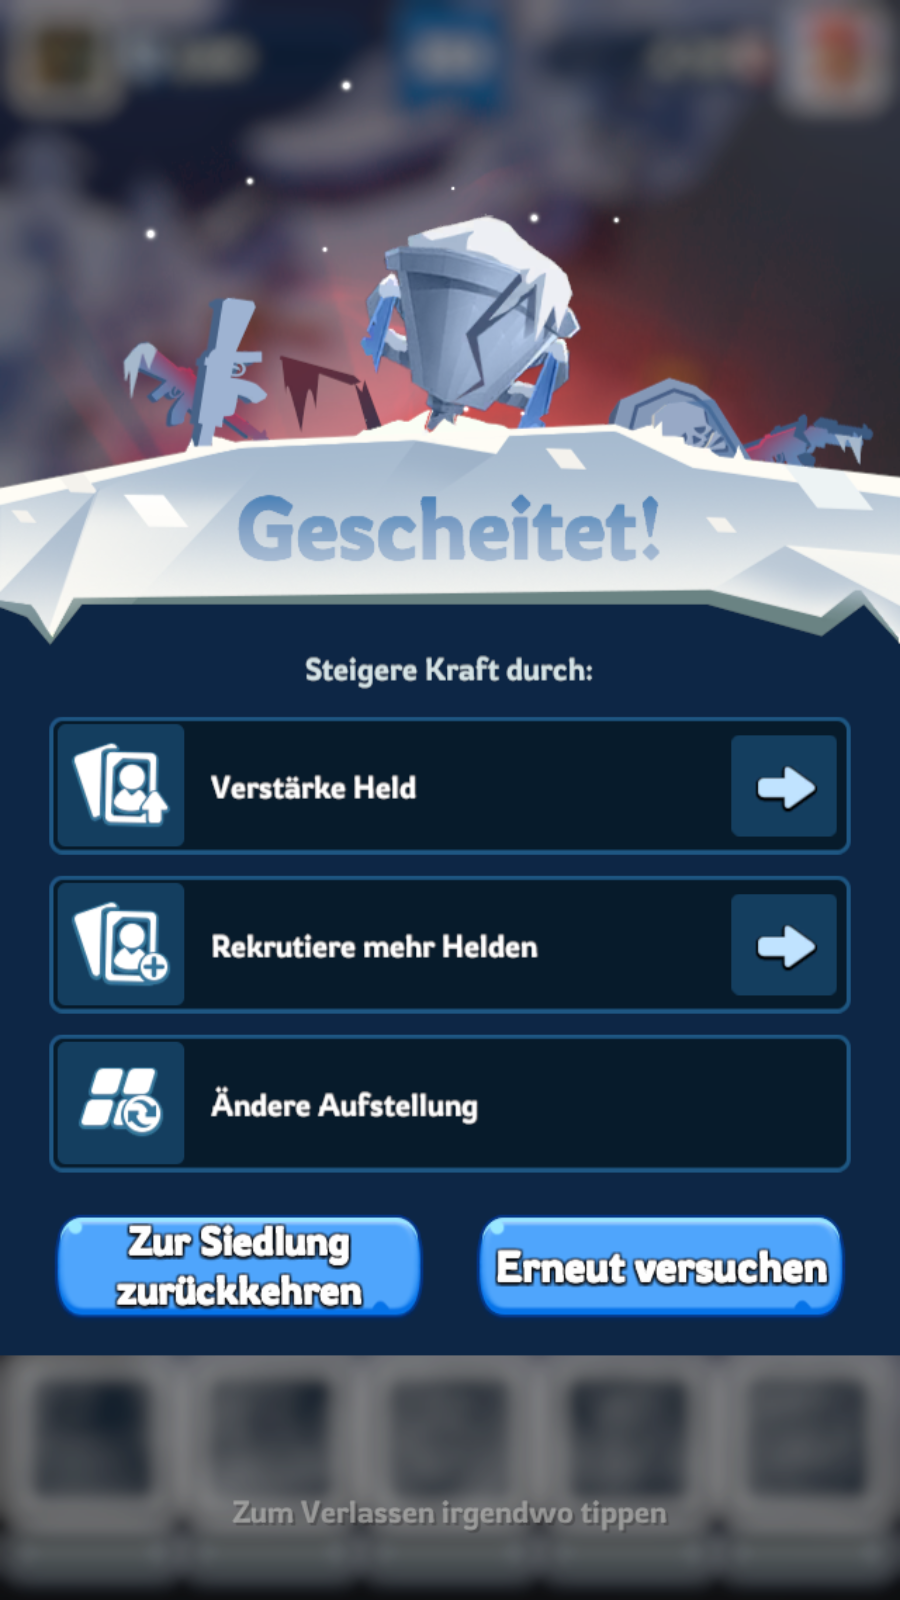 Gescheitet!
Steigere Kraft durch:
Verstärke Held
Rekrutiere mehr Helden
Ändere Aufstellung
Zur Siedlung
zurückkehren
Erneut versuchen
Zum Verlassen irgendwo tippen